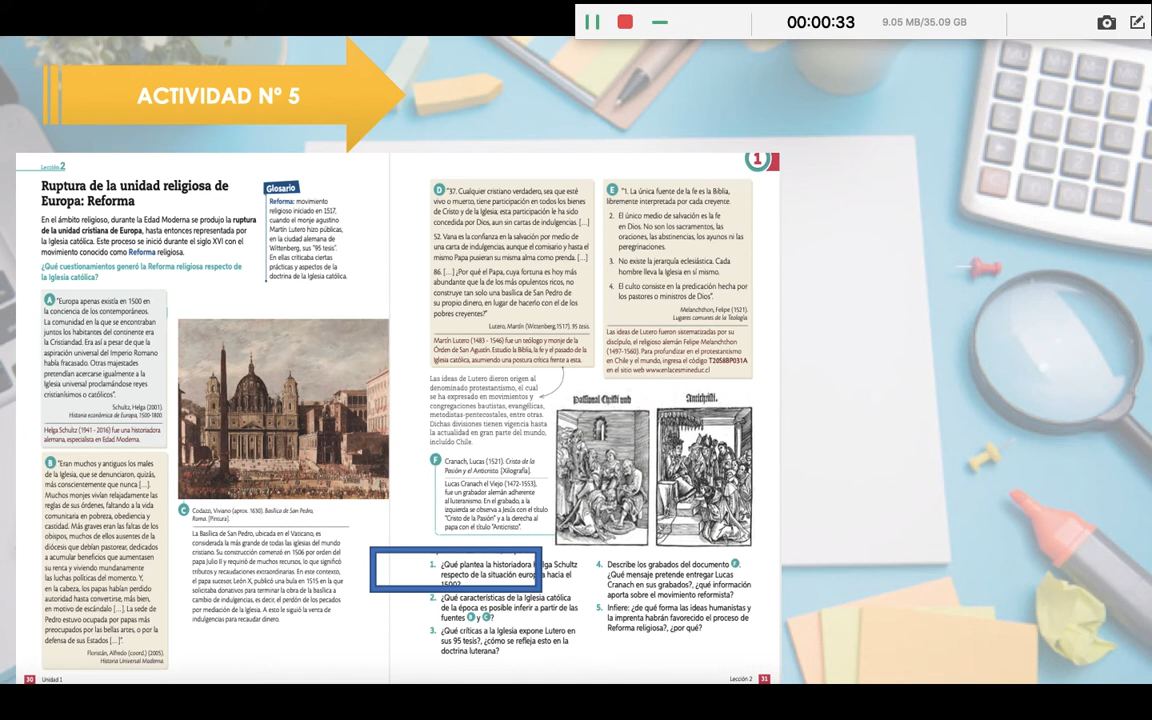 00:00:33
9.05 MB/35.09 GB
ACTIVIDAD N° 5
Lección 2
Ruptura de la unidad religiosa de
Europa: Reforma
En el ámbito religioso, durante la Edad Moderna se produjo la ruptura
de la unidad cristiana de Europa, hasta entonces representada por
la Iglesia católica. Este proceso se inició durante el siglo XVI con el
movimiento conocido como Reforma religiosa.
¿Qué cuestionamientos generó la Reforma religiosa respecto de
la Iglesia católica?
Glosario
Reforma: movimiento
religioso iniciado en 1517,
cuando el monje agustino
Martín Lutero hizo públicas,
en la ciudad alemana de
Wittenberg, sus "95 tesis".
En ellas criticaba ciertas
prácticas y aspectos de la
doctrina de la Iglesia católica.
A "Europa apenas existía en 1500 en
la conciencia de los contemporáneos.
La comunidad en la que se encontraban
juntos los habitantes del continente era
la Cristiandad. Era así a pesar de que la
aspiración universal del Imperio Romano
había fracasado. Otras majestades
pretendían acercarse igualmente a la
Iglesia universal proclamándose reyes
cristianísimos o católicos".
Schultz, Helga (2001).
Historia económica de Europa, 1500-1800.
Helga Schultz (1941 - 2016) fue una historiadora
alemana, especialista en Edad Moderna.
B "Eran muchos y antiguos los males
de la Iglesia, que se denunciaron, quizás,
más conscientemente que nunca [...].
Muchos monjes vivían relajadamente las
reglas de sus órdenes, faltando a la vida
comunitaria en pobreza, obediencia y
castidad. Más graves eran las faltas de los
obispos, muchos de ellos ausentes de la
diócesis que debían pastorear, dedicados
a acumular beneficios que aumentasen
su renta y viviendo mundanamente
las luchas políticas del momento. Y,
en la cabeza, los papas habían perdido
autoridad hasta convertirse, más bien,
en motivo de escándalo [...]. La sede de
Pedro estuvo ocupada por papas más
preocupados por las bellas artes, o por la
defensa de sus Estados [...]".
Floristán, Alfredo (coord.) (2005).
Historia Universal Moderna.
C Codazzo, Viviano (aprox. 1630). Basílica de San Pedro,
Roma. [Pintura].
La Basílica de San Pedro, ubicada en el Vaticano, es
considerada la más grande de todas las iglesias del mundo
cristiano. Su construcción comenzó en 1506 por orden del
papa Julio II y requirió de muchos recursos, lo que significó
tributos y recaudaciones extraordinarias. En este contexto,
el papa sucesor, León X, publicó una bula en 1515 en la que
solicitaba donativos para terminar la obra de la basílica a
cambio de indulgencias, es decir, el perdón de los pecados
por mediación de la Iglesia. A esto le siguió la venta de
indulgencias para recaudar dinero.
30 Unidad 1
1
D "37. Cualquier cristiano verdadero, sea que esté
vivo o muerto, tiene participación en todos los bienes
de Cristo y de la Iglesia; esta participación le ha sido
concedida por Dios, aun sin cartas de indulgencias. [...]
52. Vana es la confianza en la salvación por medio de
una carta de indulgencias, aunque el comisario y hasta el
mismo Papa pusieran su misma alma como prenda. [...]
86. [...] ¿Por qué el Papa, cuya fortuna es hoy más
abundante que la de los más opulentos ricos, no
construye tan solo una basílica de San Pedro de
su propio dinero, en lugar de hacerlo con el de los
pobres creyentes?"
Lutero, Martín (Wittenberg,1517). 95 tesis.
Martín Lutero (1483 - 1546) fue un teólogo y monje de la
Órden de San Agustín. Estudió la Biblia, la fe y el pasado de la
Iglesia católica, asumiendo una postura crítica frente a esta.
Las ideas de Lutero dieron origen al
denominado protestantismo, el cual
se ha expresado en movimientos y
congregaciones bautistas, evangélicas,
metodistas-pentecostales, entre otras.
Dichas divisiones tienen vigencia hasta
la actualidad en gran parte del mundo,
incluido Chile.
F Cranach, Lucas (1521). Cristo de la
Pasión y el Anticristo. [Xilografía].
Lucas Cranach el Viejo (1472-1553),
fue un grabador alemán adherente
al luteranismo. En el grabado, a la
izquierda se observa a Jesús con el título
"Cristo de la Pasión" y a la derecha al
papa con el título "Anticristo".
E "1. La única fuente de la fe es la Biblia,
libremente interpretada por cada creyente.
2. El único medio de salvación es la fe
en Dios. No son los sacramentos, las
oraciones, las abstinencias, los ayunos ni las
peregrinaciones.
3. No existe la jerarquía eclesiástica. Cada
hombre lleva la Iglesia en sí mismo.
4. El culto consiste en la predicación hecha por
los pastores o ministros de Dios".
Melanchthon, Felipe (1521).
Lugares comunes de la Teología.
Las ideas de Lutero fueron sistematizadas por su
discípulo, el religioso alemán Felipe Melanchthon
(1497-1560). Para profundizar en el protestantismo
en Chile y el mundo, ingresa el código T20S8BP031A
en el sitio web www.enlacesmineduc.cl
Passional Christi und
Antichristi.
1. ¿Qué plantea la historiadora Helga Schultz
respecto de la situación europea hacia el
1500?
2. ¿Qué características de la Iglesia católica
de la época es posible inferir a partir de las
fuentes B y C?
3. ¿Qué críticas a la Iglesia expone Lutero en
sus 95 tesis?, ¿cómo se refleja esto en la
doctrina luterana?
4. Describe los grabados del documento F.
¿Qué mensaje pretende entregar Lucas
Cranach en sus grabados?, ¿qué información
aporta sobre el movimiento reformista?
5. Infiere: ¿de qué forma las ideas humanistas y
la imprenta habrán favorecido el proceso de
Reforma religiosa?, ¿por qué?
Lección 2 31